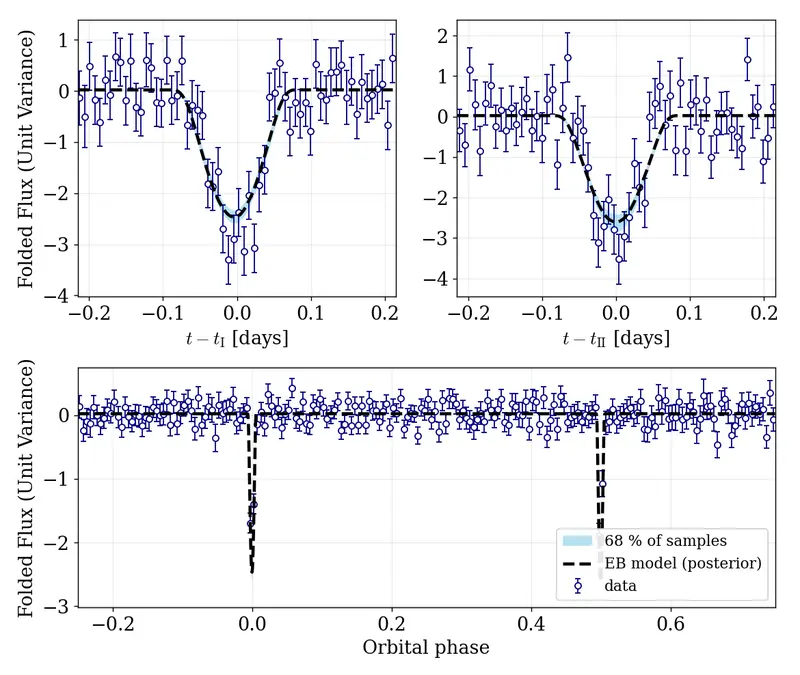 1
0
−1
−2
−3
−4
Folded Flux (Unit Variance)
−0.2 −0.1 0.0 0.1 0.2
t − t_I [days]
2
1
0
−1
−2
−3
−4
−0.2 −0.1 0.0 0.1 0.2
t − t_II [days]
0
−1
−2
−3
Folded Flux (Unit Variance)
68 % of samples
EB model (posterior)
data
−0.2 0.0 0.2 0.4 0.6
Orbital phase